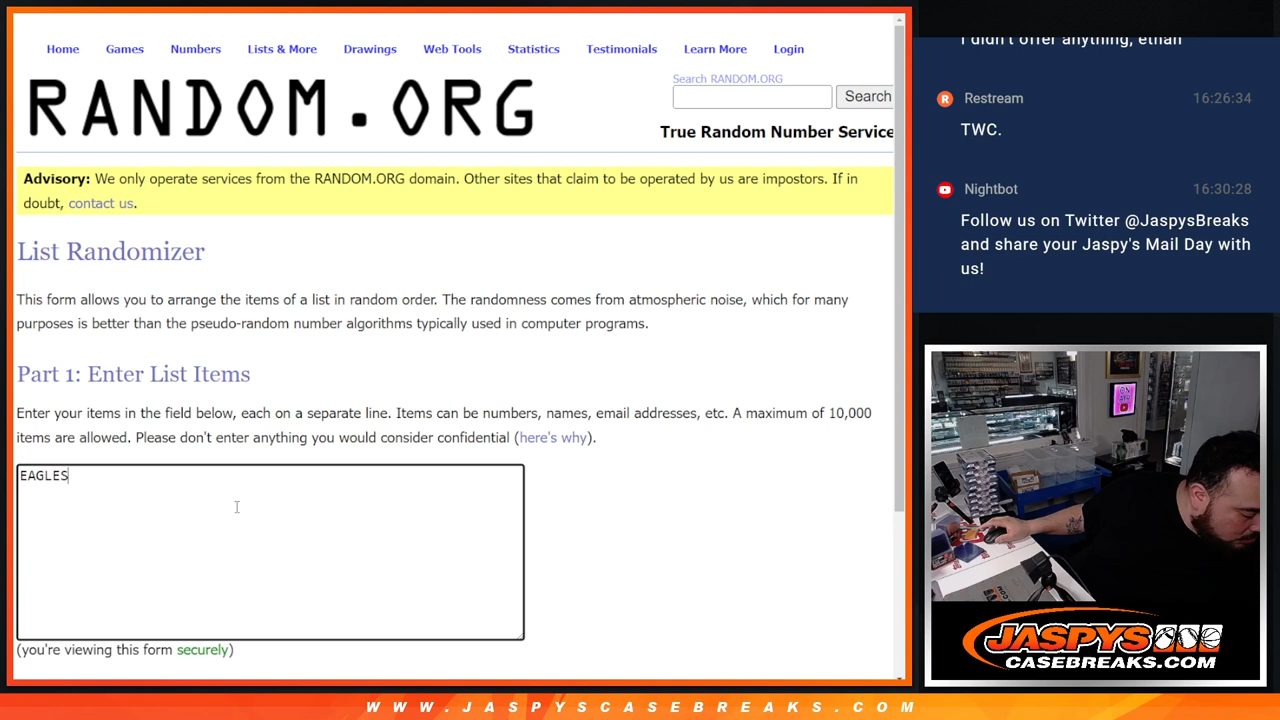 Home Games Numbers Lists & More Drawings Web Tools Statistics Testimonials Learn More Login
RANDOM.ORG
Search RANDOM.ORG
Search
True Random Number Service
Advisory: We only operate services from the RANDOM.ORG domain. Other sites that claim to be operated by us are impostors. If in
doubt, contact us.
List Randomizer
This form allows you to arrange the items of a list in random order. The randomness comes from atmospheric noise, which for many
purposes is better than the pseudo-random number algorithms typically used in computer programs.
Part 1: Enter List Items
Enter your items in the field below, each on a separate line. Items can be numbers, names, email addresses, etc. A maximum of 10,000
items are allowed. Please don't enter anything you would consider confidential (here's why).
EAGLES
(you're viewing this form securely)
I didn't offer anything, ethan
Restream 16:26:34
TWC.
Nightbot 16:30:28
Follow us on Twitter @JaspysBreaks
and share your Jaspy's Mail Day with
us!
ON
AIR
JASPYS
CASEBREAKS.COM
WWW.JASPYSCASEBREAKS.COM